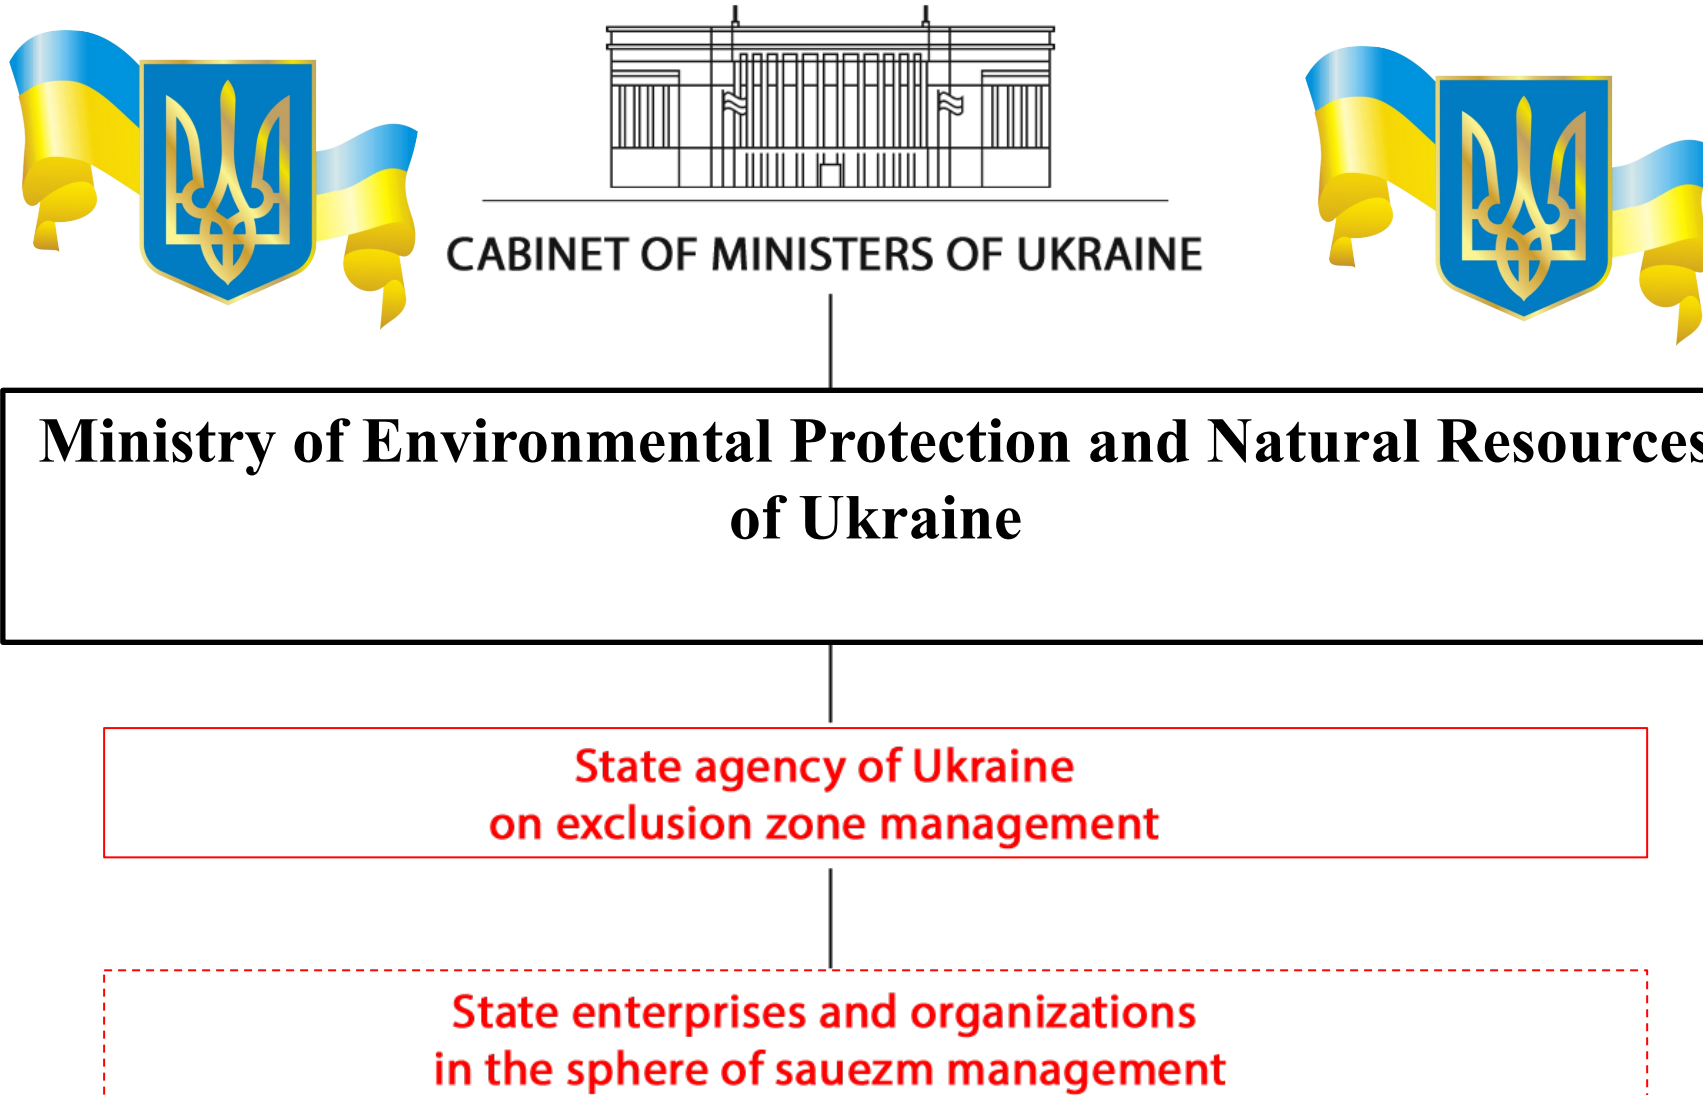 CABINET OF MINISTERS OF UKRAINE
Ministry of Environmental Protection and Natural Resources
of Ukraine
State agency of Ukraine
on exclusion zone management
State enterprises and organizations
in the sphere of sauezm management